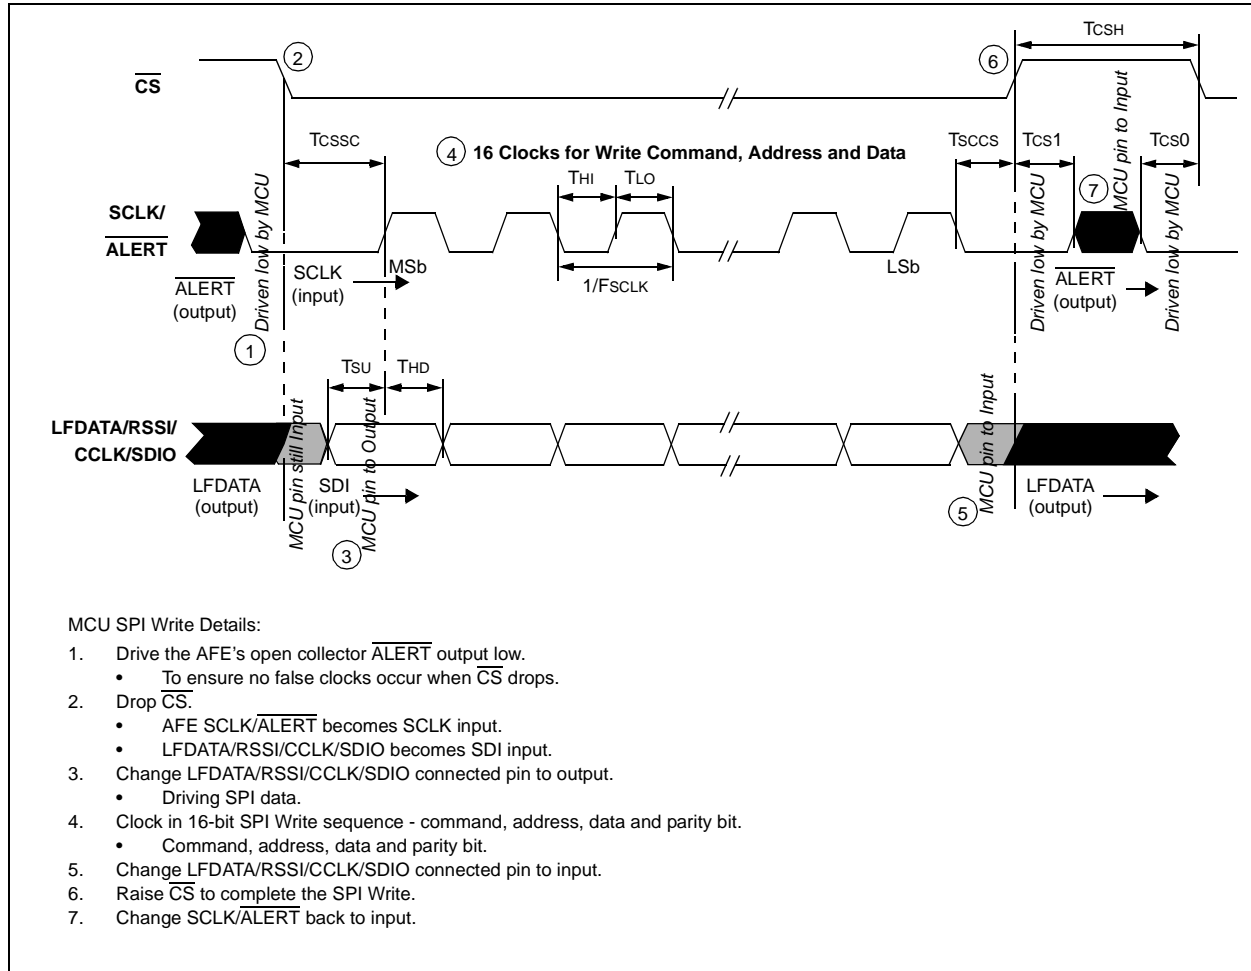 TCSH
2
6
CS
MCU pin to Input
TCSSC
4 16 Clocks for Write Command, Address and Data
TSCCS
TCS1
TCS0
THI
TLO
7
SCLK/
ALERT
Driven low by MCU
SCLK
(input)
MSb
1/FSCLK
LSb
Driven low by MCU
ALERT
(output)
Driven low by MCU
ALERT
(output)
1
TSU
THD
LFDATA/RSSI/
CCLK/SDIO
MCU pin still Input
MCU pin to Output
MCU pin to Input
LFDATA
(output)
SDI
(input)
LFDATA
(output)
3
5
MCU SPI Write Details:
1. Drive the AFE's open collector ALERT output low.
• To ensure no false clocks occur when CS drops.
2. Drop CS.
• AFE SCLK/ALERT becomes SCLK input.
• LFDATA/RSSI/CCLK/SDIO becomes SDI input.
3. Change LFDATA/RSSI/CCLK/SDIO connected pin to output.
• Driving SPI data.
4. Clock in 16-bit SPI Write sequence - command, address, data and parity bit.
• Command, address, data and parity bit.
5. Change LFDATA/RSSI/CCLK/SDIO connected pin to input.
6. Raise CS to complete the SPI Write.
7. Change SCLK/ALERT back to input.